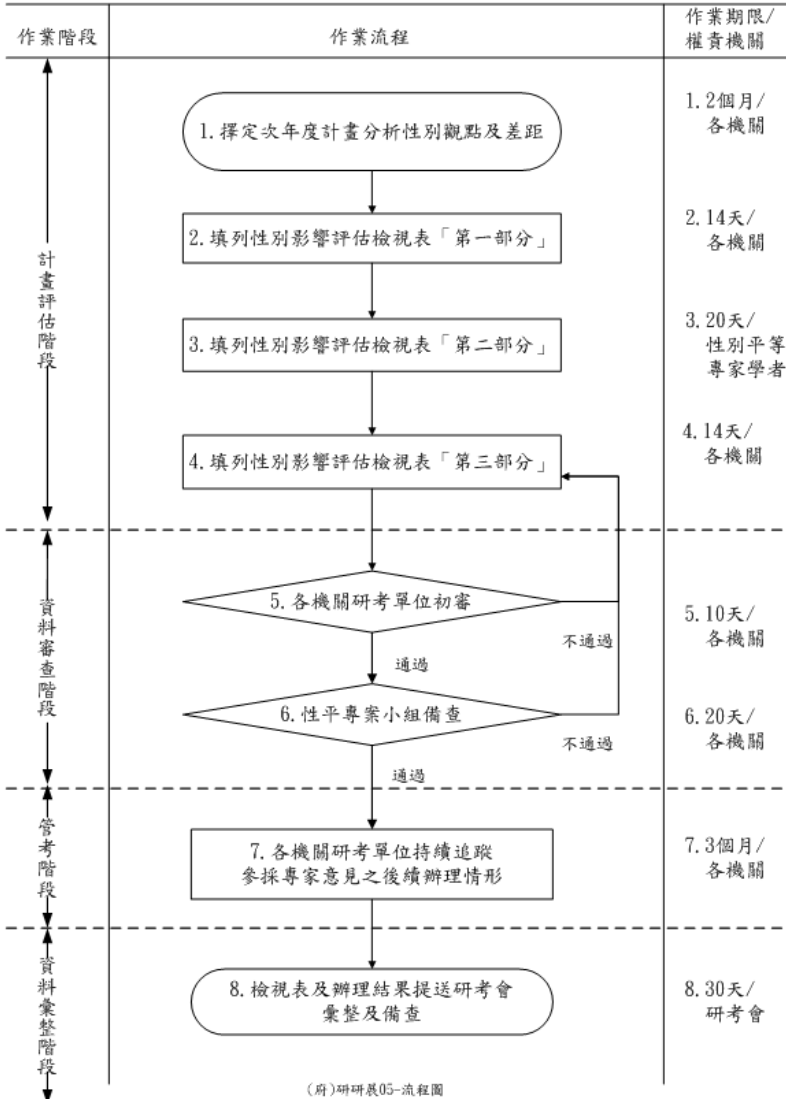 作業階段
作業流程
作業期限/
權責機關
計畫評估階段
1.擇定次年度計畫分析性別觀點及差距
1.2個月/
各機關
2.填列性別影響評估檢視表「第一部分」
2.14天/
各機關
3.填列性別影響評估檢視表「第二部分」
3.20天/
性別平等
專家學者
4.填列性別影響評估檢視表「第三部分」
4.14天/
各機關
資料審查階段
5.各機關研考單位初審
不通過
通過
5.10天/
各機關
6.性平專案小組備查
不通過
通過
6.20天/
各機關
管考階段
7.各機關研考單位持續追蹤
參採專家意見之後續辦理情形
7.3個月/
各機關
資料彙整階段
8.檢視表及辦理結果提送研考會
彙整及備查
8.30天/
研考會
(府)研研展05-流程圖